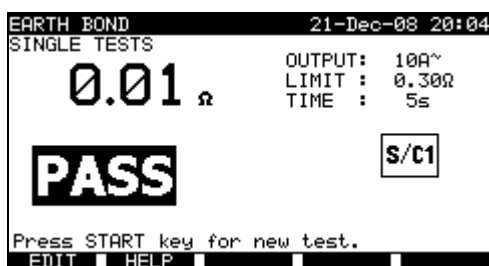 EARTH BOND 21-Dec-08 20:04
SINGLE TESTS
0.01 Ω
OUTPUT: 10A~
LIMIT : 0.30Ω
TIME : 5s
PASS
S/C1
Press START key for new test.
EDIT HELP